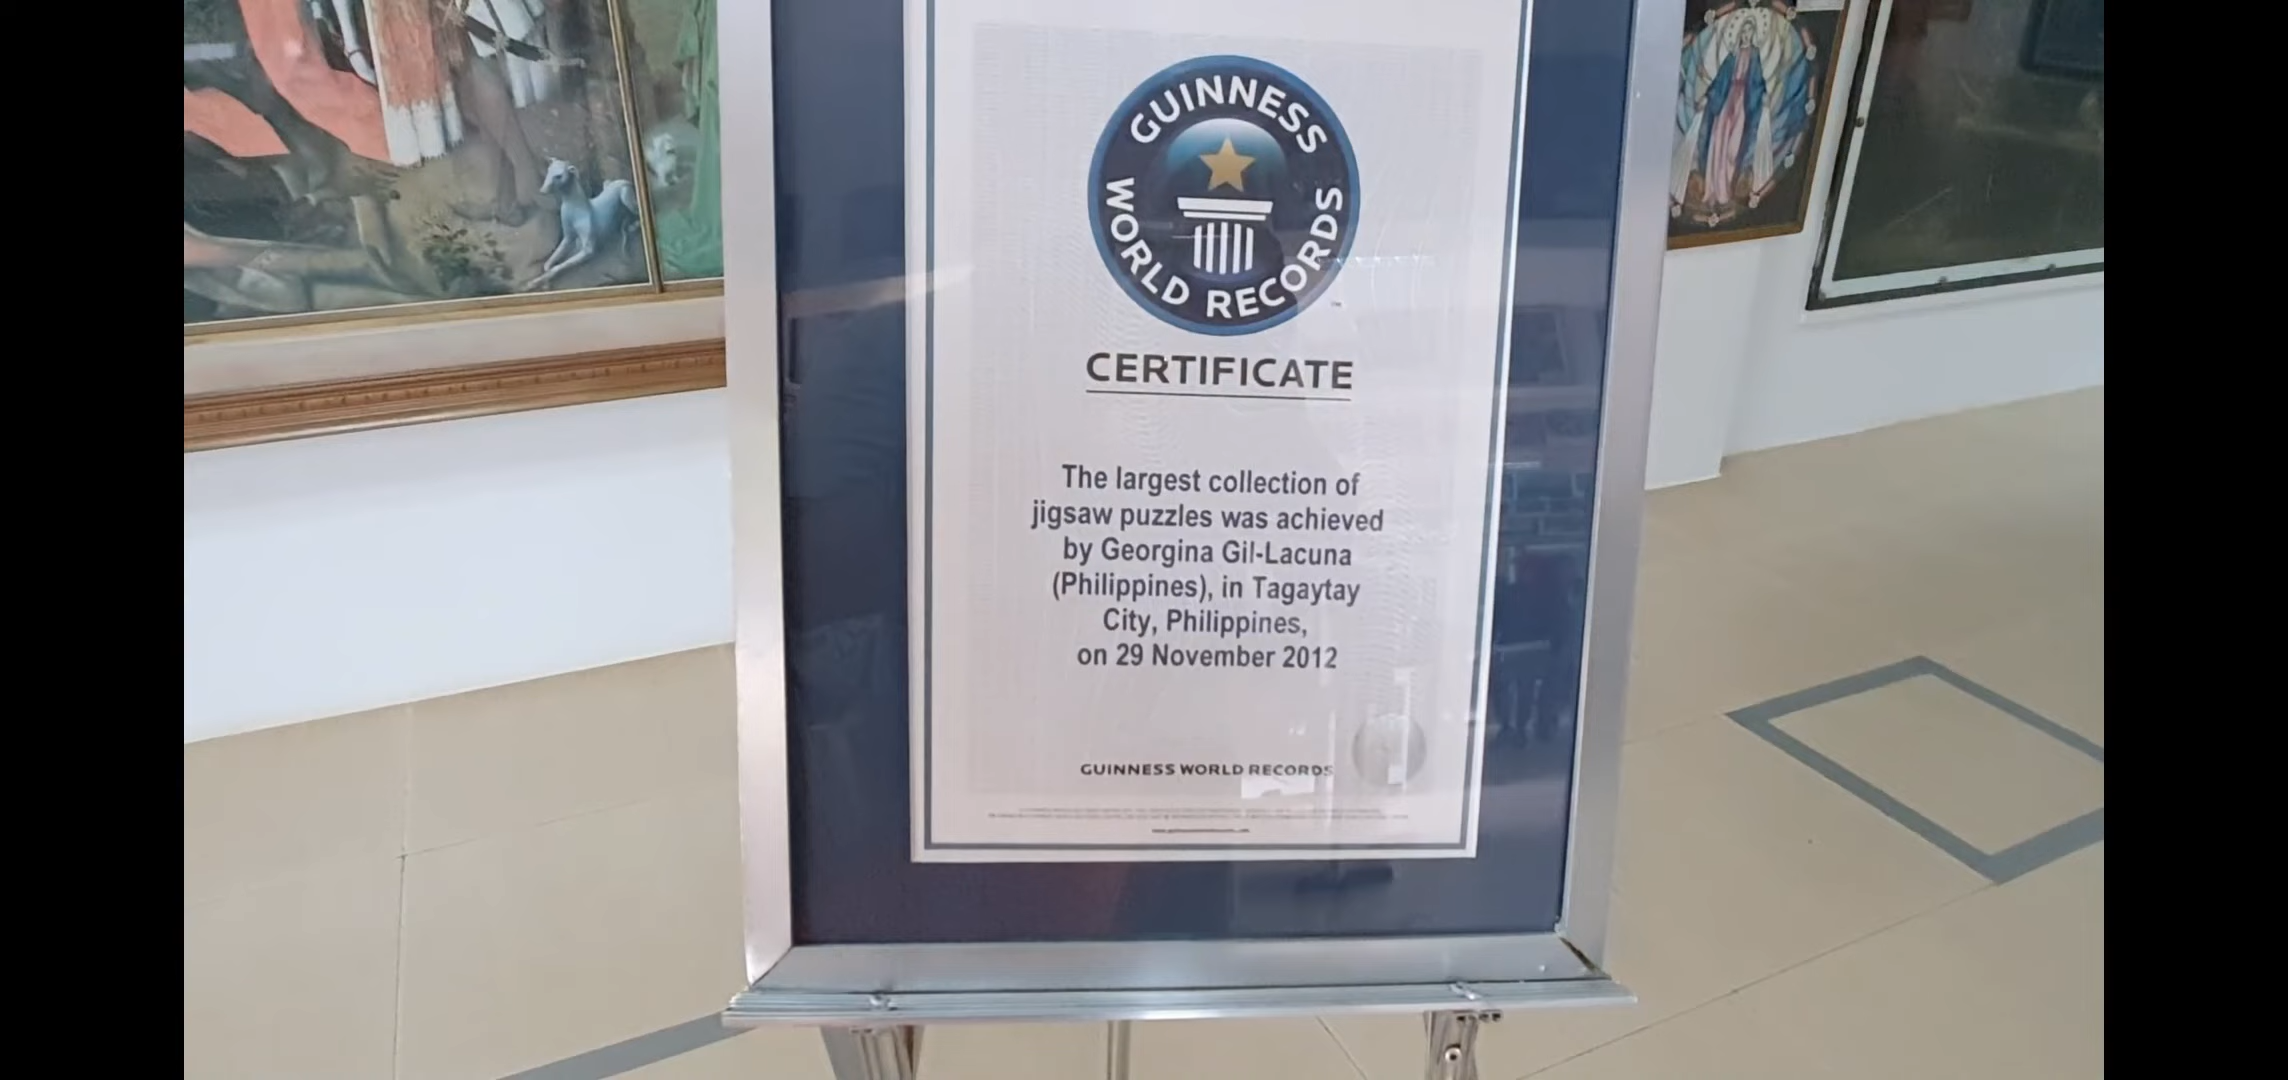 GUINNESS
WORLD RECORDS
™
CERTIFICATE
The largest collection of
jigsaw puzzles was achieved
by Georgina Gil-Lacuna
(Philippines), in Tagaytay
City, Philippines,
on 29 November 2012
GUINNESS WORLD RECORDS